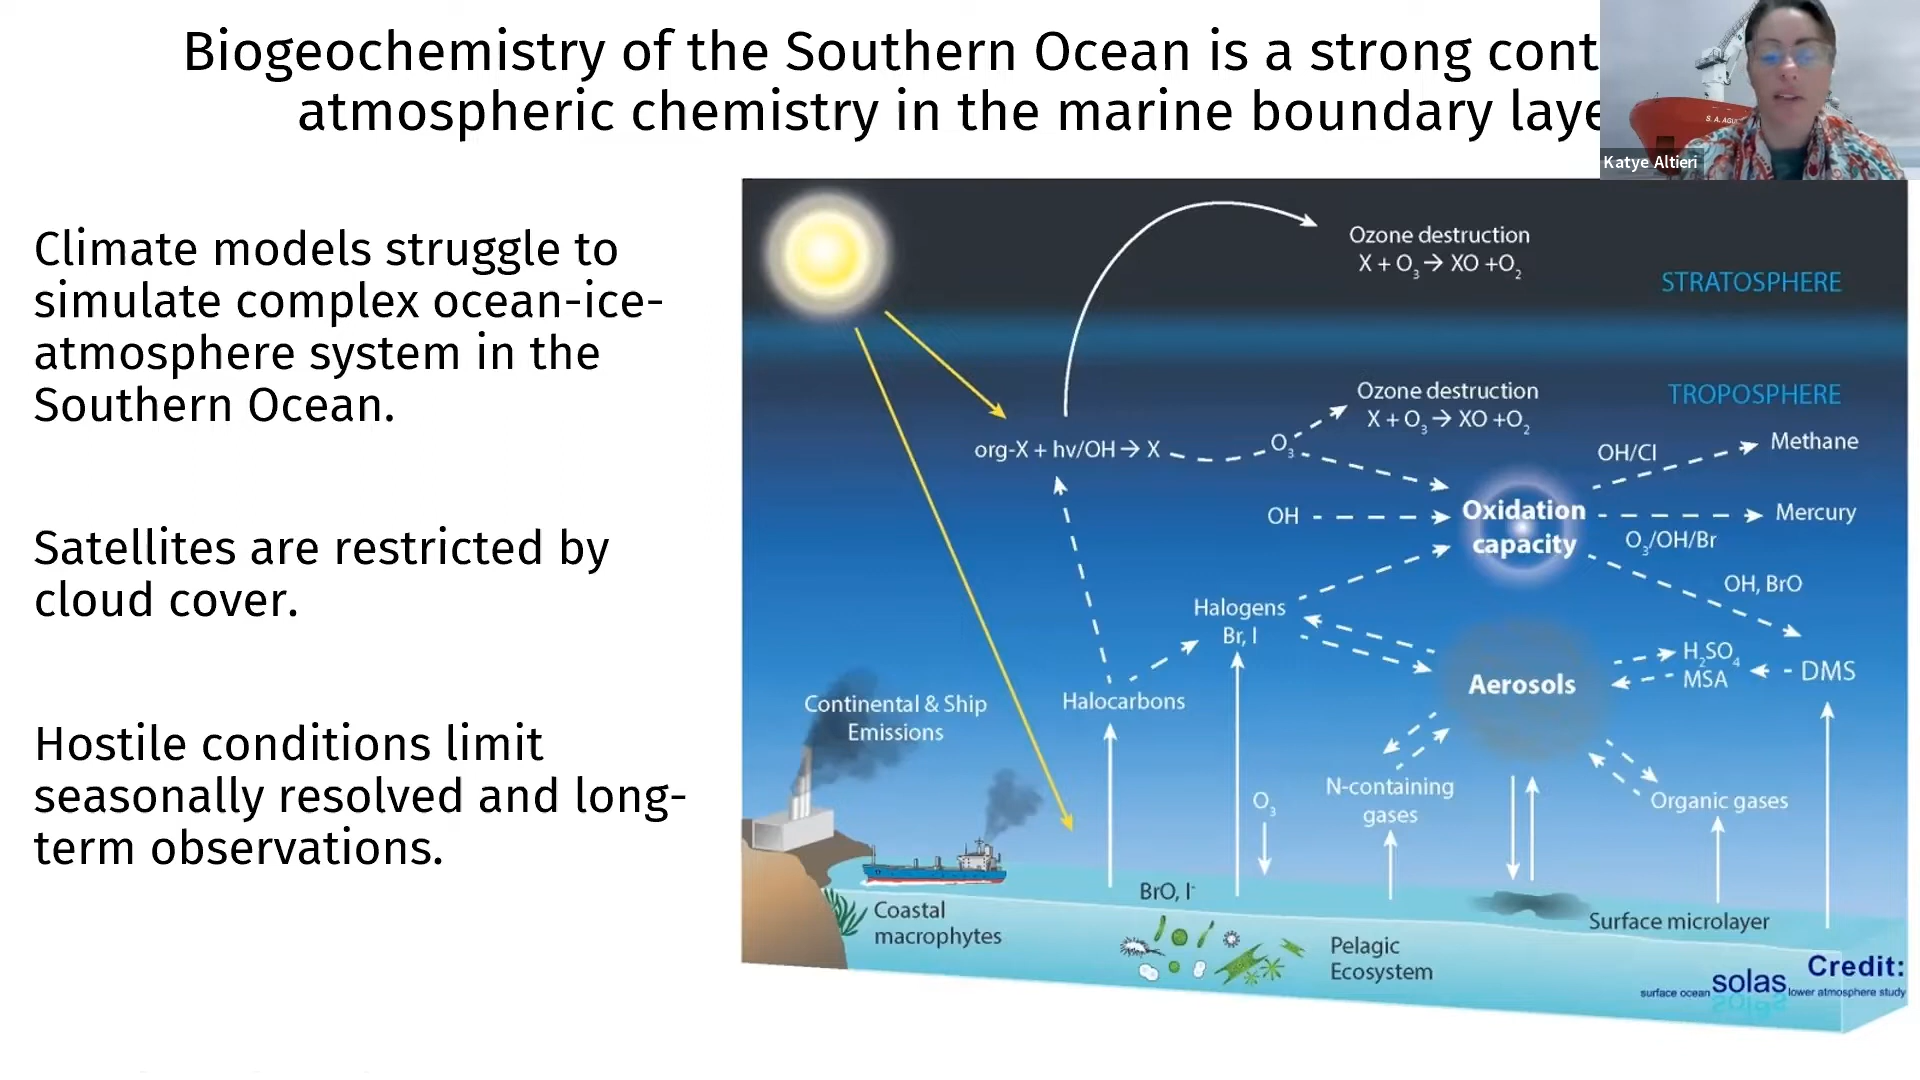 Biogeochemistry of the Southern Ocean is a strong cont
atmospheric chemistry in the marine boundary laye
S. A. AGU
Katye Altieri
Climate models struggle to
simulate complex ocean-ice-
atmosphere system in the
Southern Ocean.
Satellites are restricted by
cloud cover.
Hostile conditions limit
seasonally resolved and long-
term observations.
Ozone destruction
X + O₃ → XO +O₂
STRATOSPHERE
Ozone destruction
X + O₃ → XO +O₂
TROPOSPHERE
org-X + hv/OH → X
O₃
OH/Cl
Methane
OH
Oxidation
capacity
Mercury
O₃/OH/Br
OH, BrO
Halogens
Br, I
H₂SO₄
MSA
DMS
Aerosols
Halocarbons
Continental & Ship
Emissions
O₃
N-containing
gases
Organic gases
BrO, I⁻
Coastal
macrophytes
Pelagic
Ecosystem
Surface microlayer
Credit:
surface ocean solas lower atmosphere study